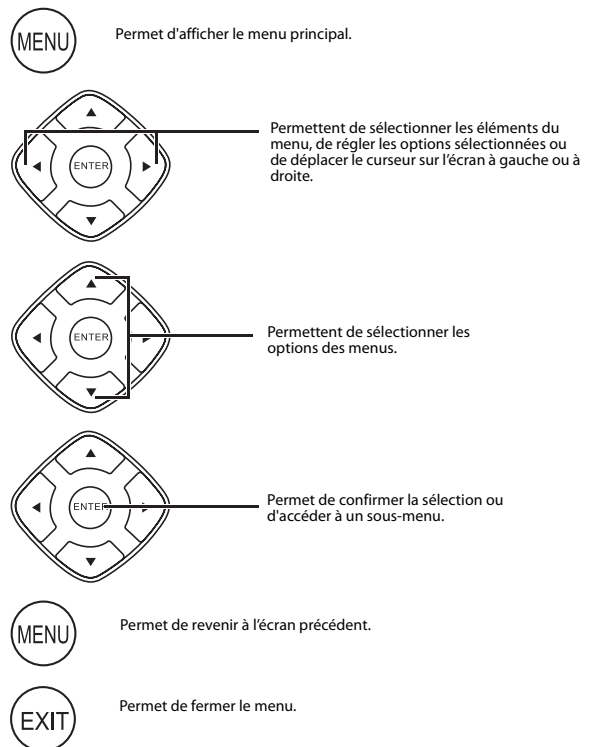 MENU
Permet d'afficher le menu principal.
ENTER
Permettent de sélectionner les éléments du
menu, de régler les options sélectionnées ou
de déplacer le curseur sur l'écran à gauche ou à
droite.
ENTER
Permettent de sélectionner les
options des menus.
ENTER
Permet de confirmer la sélection ou
d'accéder à un sous-menu.
MENU
Permet de revenir à l'écran précédent.
EXIT
Permet de fermer le menu.